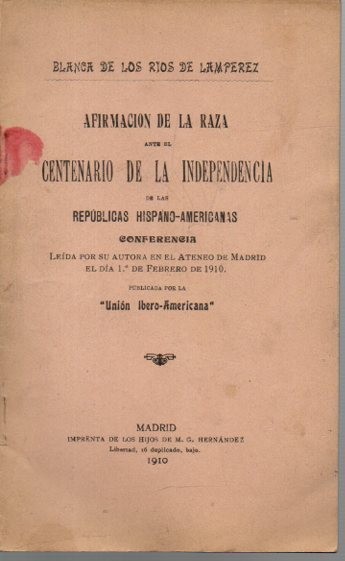 BLANCA DE LOS RIOS DE LAMPEREZ
AFIRMACION DE LA RAZA
ANTE EL
CENTENARIO DE LA INDEPENDENCIA
DE LAS
REPÚBLICAS HISPANO-AMERICANAS
CONFERENCIA
LEÍDA POR SU AUTORA EN EL ATENEO DE MADRID
EL DÍA 1.º DE FEBRERO DE 1910.
PUBLICADA POR LA
"Unión Ibero-Americana"
MADRID
IMPRENTA DE LOS HIJOS DE M. G. HERNÁNDEZ
Libertad, 16 duplicado, bajo.
1910